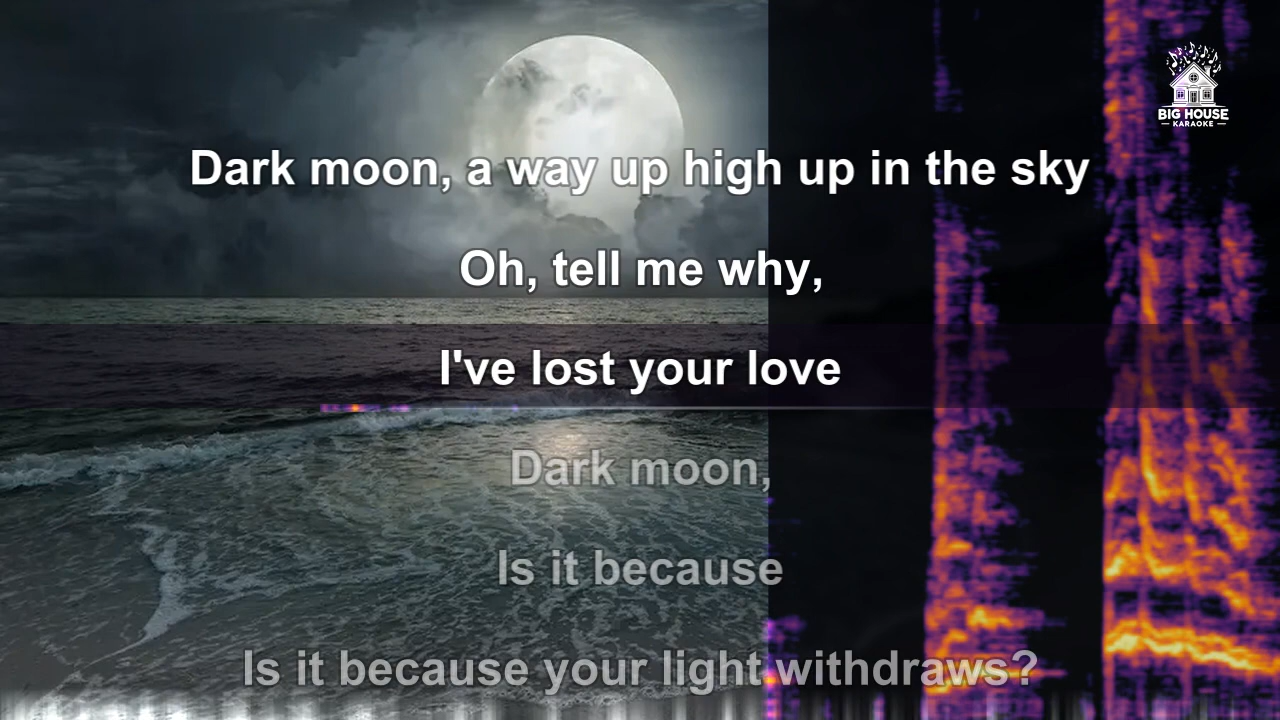 BIG HOUSE
KARAOKE
Dark moon, a way up high up in the sky
Oh, tell me why,
I've lost your love
Dark moon,
Is it because
Is it because your light withdraws?